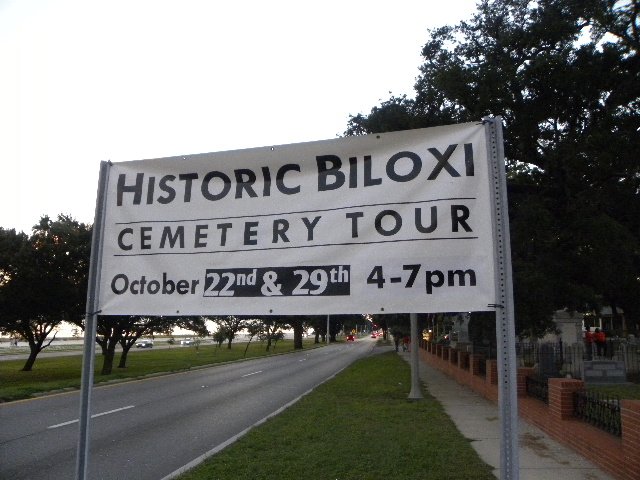 HISTORIC BILOXI
CEMETERY TOUR
October 22nd & 29th 4-7pm